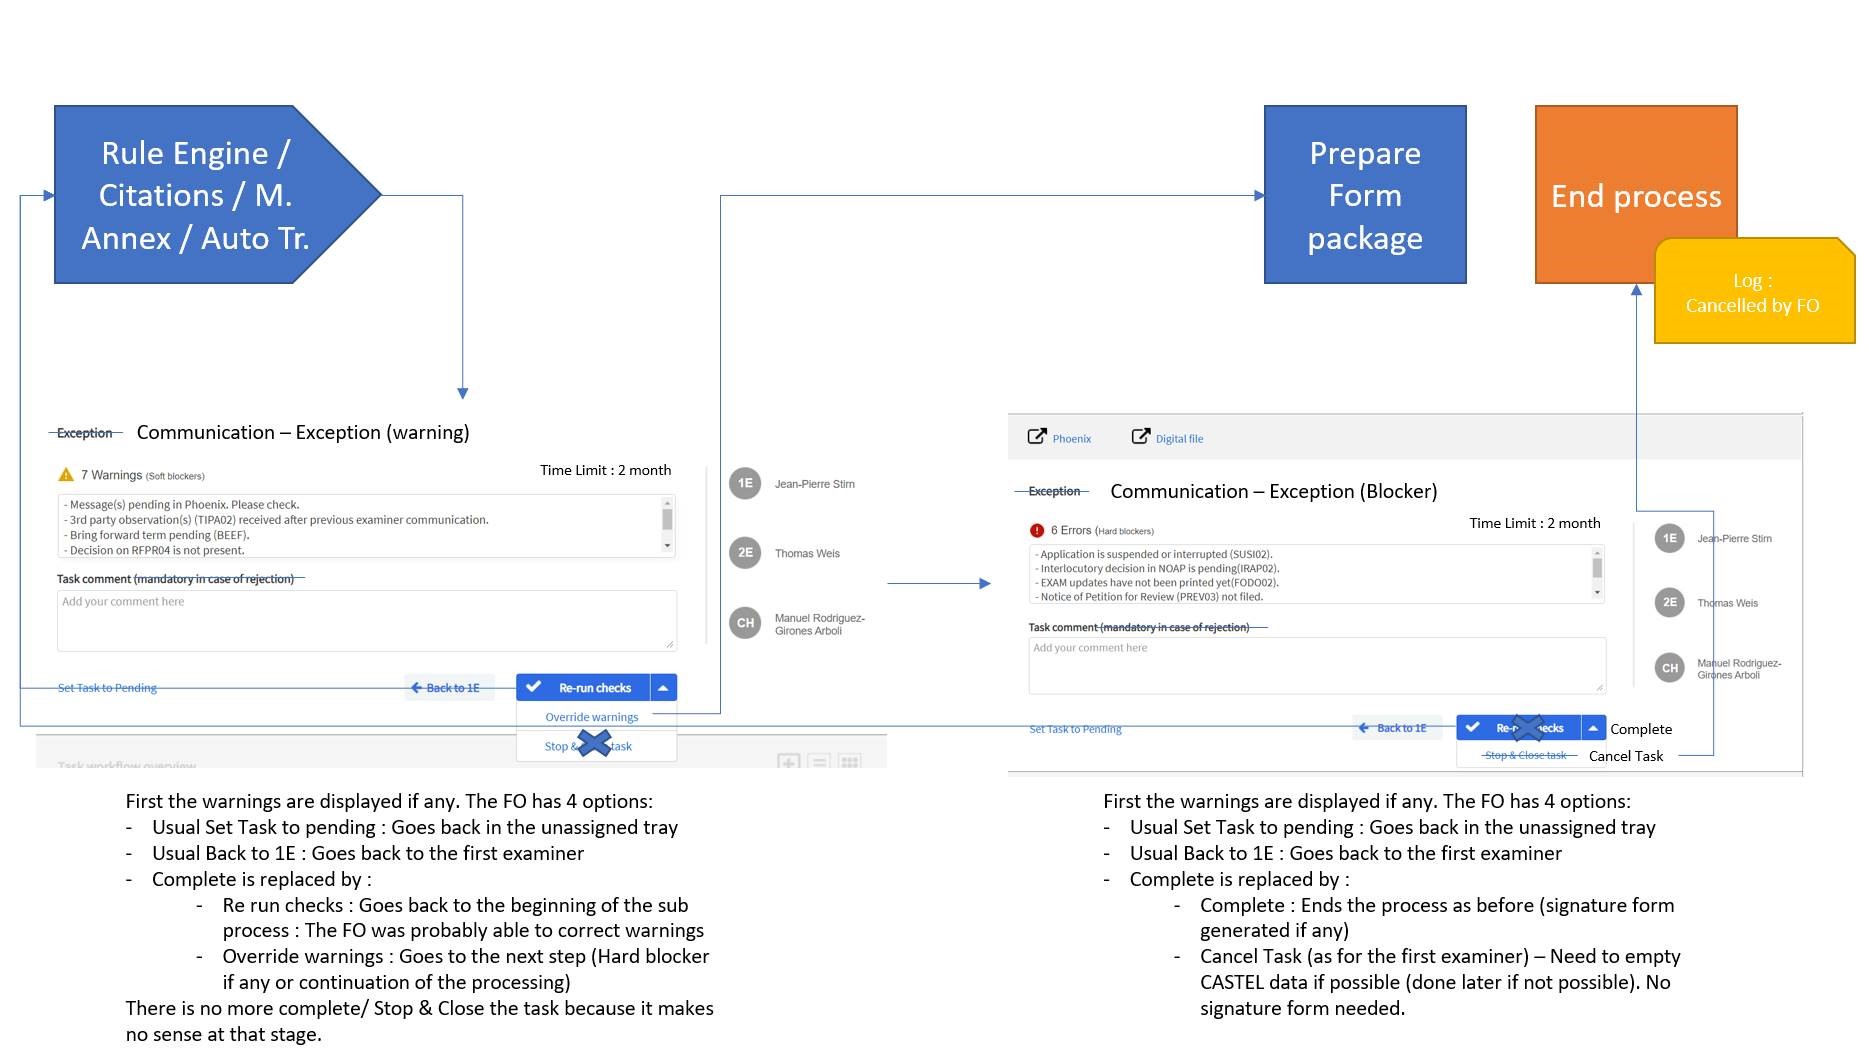 Rule Engine /
Citations / M.
Annex / Auto Tr.
Prepare
Form
package
End process
Log :
Cancelled by FO
Exception
Communication – Exception (warning)
7 Warnings (Soft blockers)
Time Limit : 2 month
- Message(s) pending in Phoenix. Please check.
- 3rd party observation(s) (TIPA02) received after previous examiner communication.
- Bring forward term pending (BEEF).
- Decision on RFPR04 is not present.
Task comment (mandatory in case of rejection)
Add your comment here
1E Jean-Pierre Stirn
2E Thomas Weis
CH Manuel Rodriguez-
Girones Arboli
Set Task to Pending
Back to 1E
Re-run checks
Override warnings
Stop & task
Task workflow overview
First the warnings are displayed if any. The FO has 4 options:
- Usual Set Task to pending : Goes back in the unassigned tray
- Usual Back to 1E : Goes back to the first examiner
- Complete is replaced by :
- Re run checks : Goes back to the beginning of the sub
process : The FO was probably able to correct warnings
- Override warnings : Goes to the next step (Hard blocker
if any or continuation of the processing)
There is no more complete/ Stop & Close the task because it makes
no sense at that stage.
Phoenix
Digital file
Exception
Communication – Exception (Blocker)
6 Errors (Hard blockers)
Time Limit : 2 month
- Application is suspended or interrupted (SUSI02).
- Interlocutory decision in NOAP is pending(IRAP02).
- EXAM updates have not been printed yet(FODO02).
- Notice of Petition for Review (PREV03) not filed.
Task comment (mandatory in case of rejection)
Add your comment here
1E Jean-Pierre Stirn
2E Thomas Weis
CH Manuel Rodriguez-
Girones Arboli
Set Task to Pending
Back to 1E
Complete
Stop & Close task
Cancel Task
First the warnings are displayed if any. The FO has 4 options:
- Usual Set Task to pending : Goes back in the unassigned tray
- Usual Back to 1E : Goes back to the first examiner
- Complete is replaced by :
- Complete : Ends the process as before (signature form
generated if any)
- Cancel Task (as for the first examiner) – Need to empty
CASTEL data if possible (done later if not possible). No
signature form needed.